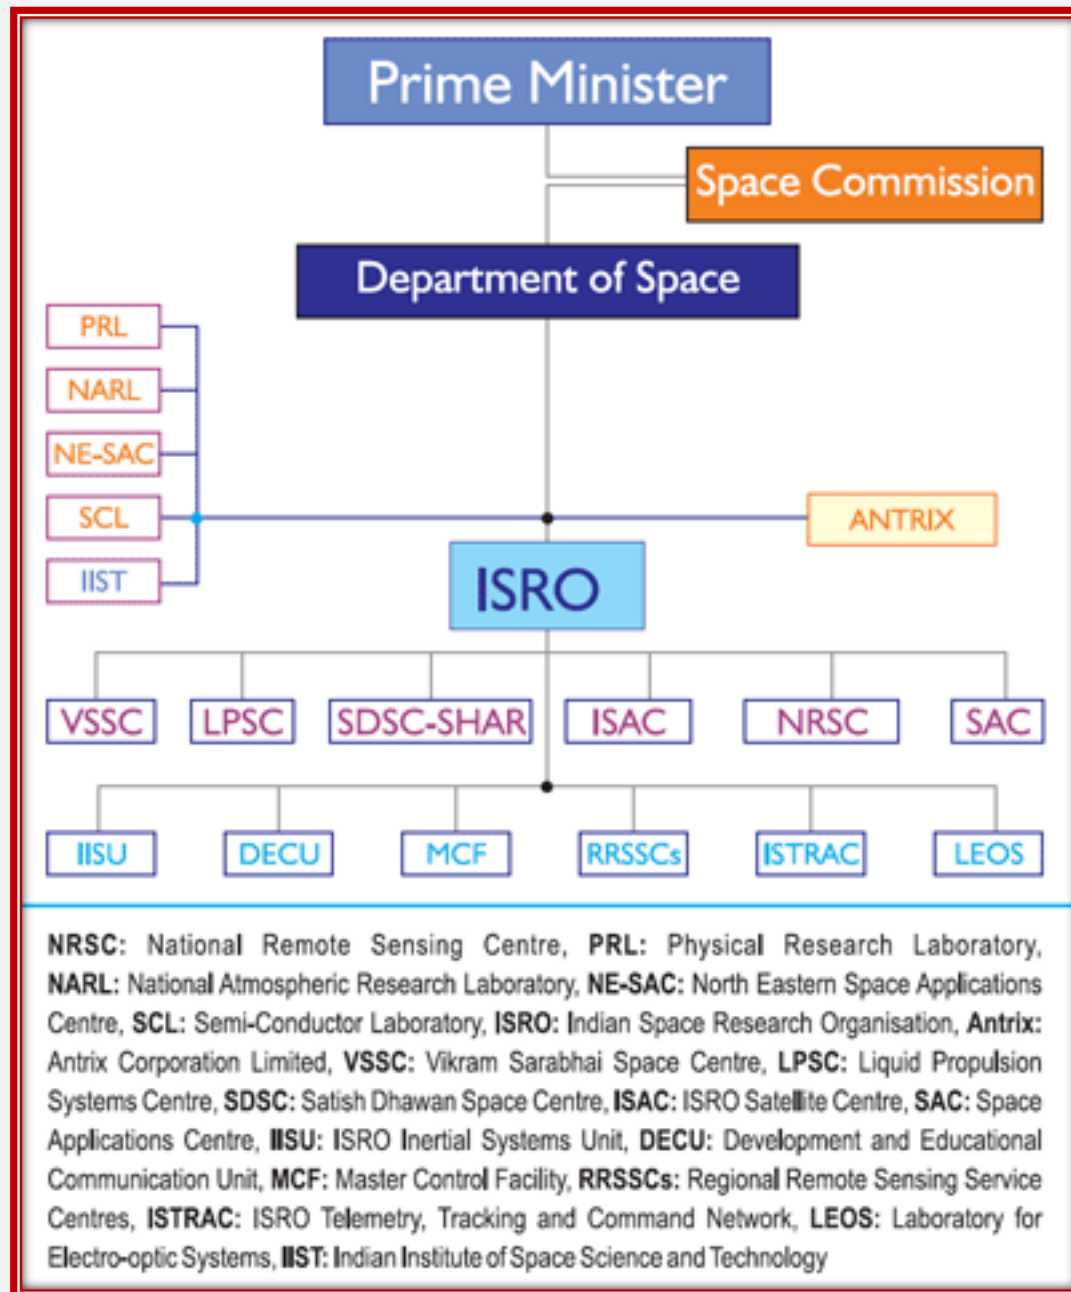 Prime Minister
Space Commission
Department of Space
PRL
NARL
NE-SAC
SCL
ANTRIX
IIST
ISRO
VSSC LPSC SDSC-SHAR ISAC NRSC SAC
IISU DECU MCF RRSSCs ISTRAC LEOS
NRSC: National Remote Sensing Centre, PRL: Physical Research Laboratory,
NARL: National Atmospheric Research Laboratory, NE-SAC: North Eastern Space Applications
Centre, SCL: Semi-Conductor Laboratory, ISRO: Indian Space Research Organisation, Antrix:
Antrix Corporation Limited, VSSC: Vikram Sarabhai Space Centre, LPSC: Liquid Propulsion
Systems Centre, SDSC: Satish Dhawan Space Centre, ISAC: ISRO Satellite Centre, SAC: Space
Applications Centre, IISU: ISRO Inertial Systems Unit, DECU: Development and Educational
Communication Unit, MCF: Master Control Facility, RRSSCs: Regional Remote Sensing Service
Centres, ISTRAC: ISRO Telemetry, Tracking and Command Network, LEOS: Laboratory for
Electro-optic Systems, IIST: Indian Institute of Space Science and Technology